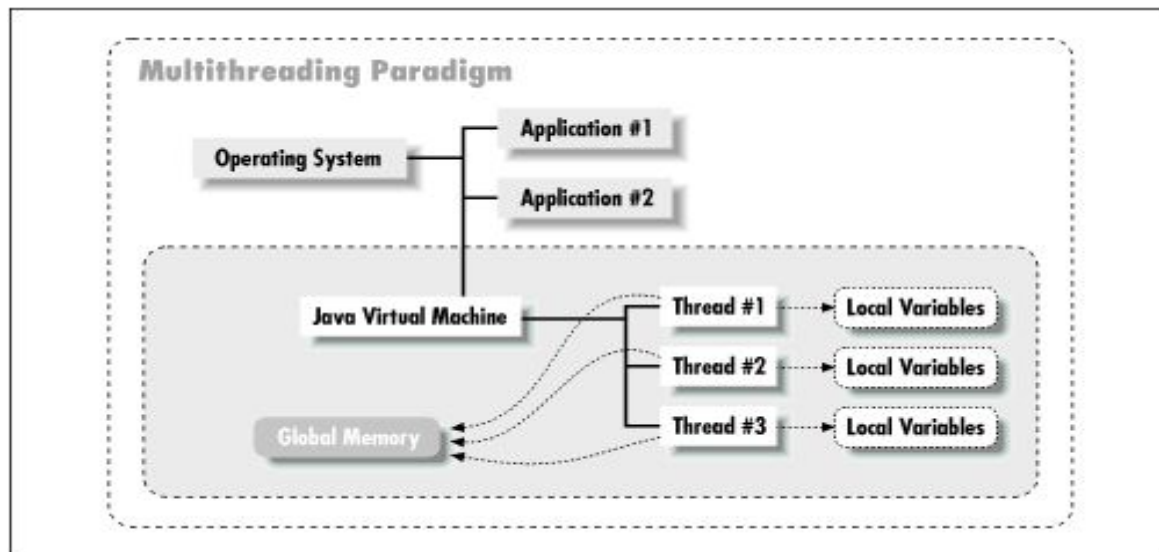 Multithreading Paradigm
Application #1
Operating System
Application #2
Java Virtual Machine
Thread #1
Local Variables
Thread #2
Local Variables
Thread #3
Local Variables
Global Memory